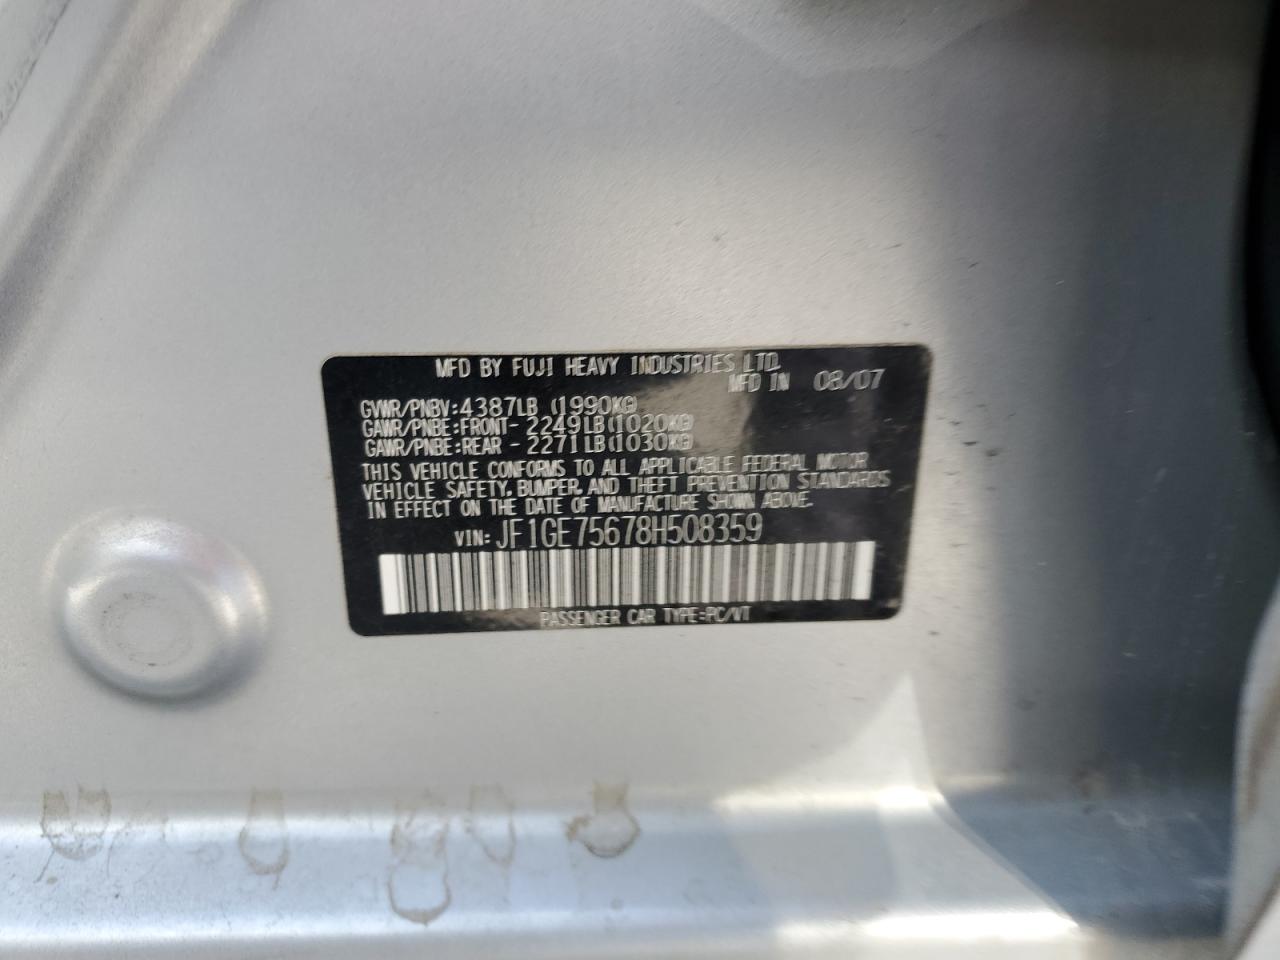 MFD BY FUJI HEAVY INDUSTRIES LTD.
MFD IN 08/07
GVWR/PNBV:4387LB (1990KG)
GAWR/PNBE:FRONT- 2249LB(1020KG)
GAWR/PNBE:REAR - 2271LB(1030KG)
THIS VEHICLE CONFORMS TO ALL APPLICABLE FEDERAL MOTOR
VEHICLE SAFETY, BUMPER, AND THEFT PREVENTION STANDARDS
IN EFFECT ON THE DATE OF MANUFACTURE SHOWN ABOVE.
VIN: JF1GE75678H508359
PASSENGER CAR TYPE:PC/VT